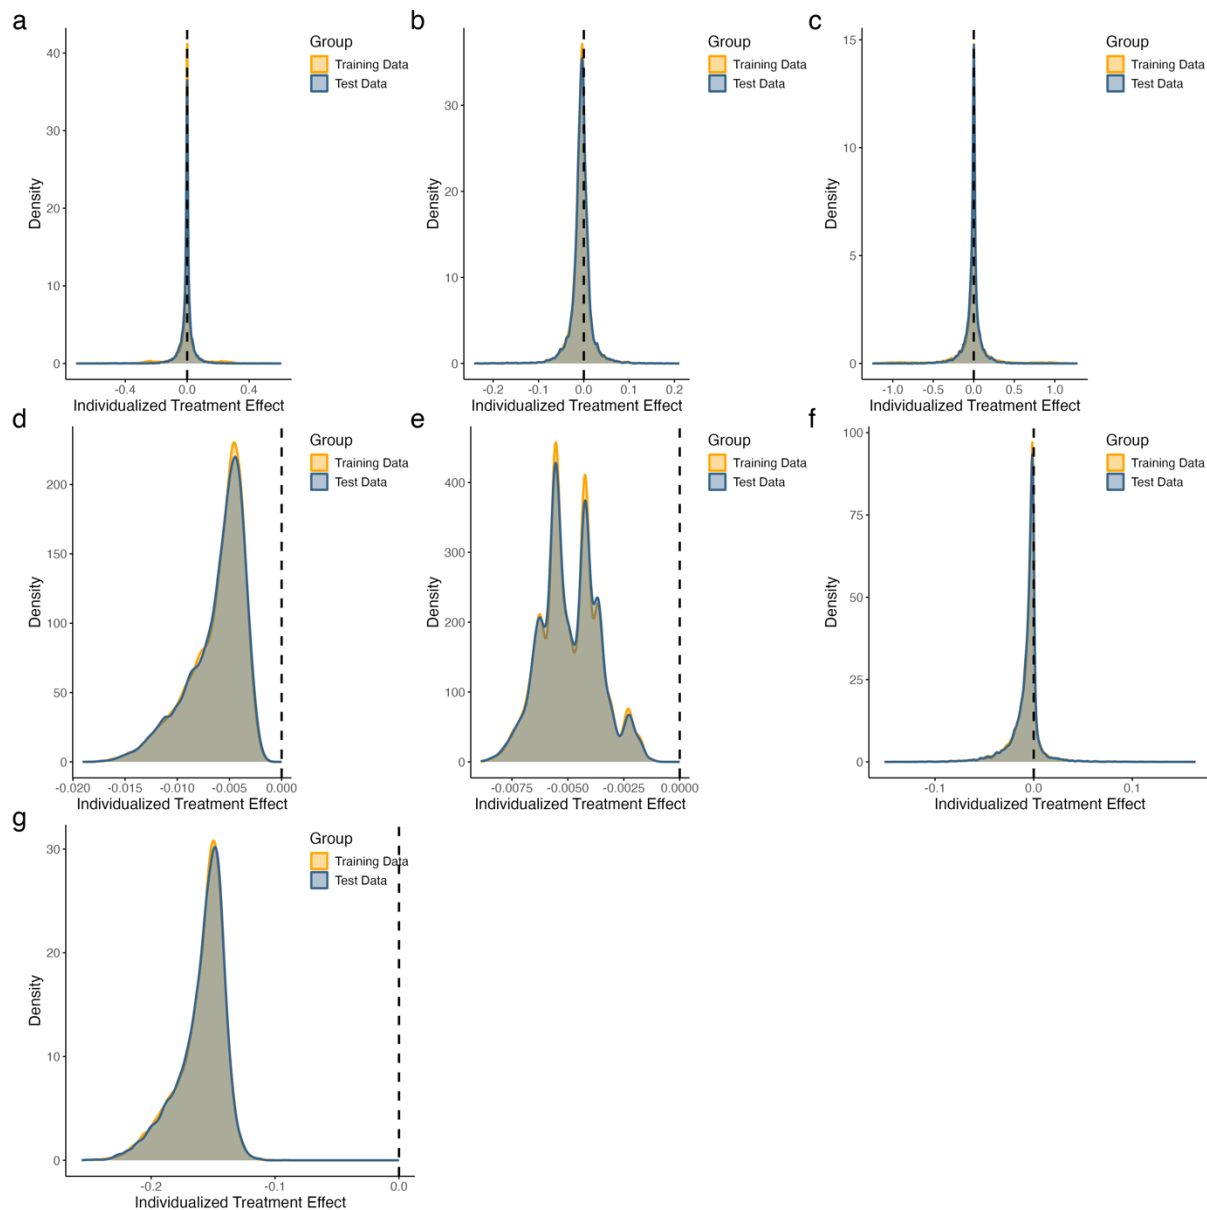 a
Group
Training Data
Test Data
40
30
20
10
0
Density
-0.4 0.0 0.4
Individualized Treatment Effect
b
Group
Training Data
Test Data
30
20
10
0
Density
-0.2 -0.1 0.0 0.1 0.2
Individualized Treatment Effect
c
Group
Training Data
Test Data
15
10
5
0
Density
-1.0 -0.5 0.0 0.5 1.0
Individualized Treatment Effect
d
Group
Training Data
Test Data
200
150
100
50
0
Density
-0.020 -0.015 -0.010 -0.005 0.000
Individualized Treatment Effect
e
Group
Training Data
Test Data
400
300
200
100
0
Density
-0.0075 -0.0050 -0.0025 0.0000
Individualized Treatment Effect
f
Group
Training Data
Test Data
100
75
50
25
0
Density
-0.1 0.0 0.1
Individualized Treatment Effect
g
Group
Training Data
Test Data
30
20
10
0
Density
-0.2 -0.1 0.0
Individualized Treatment Effect